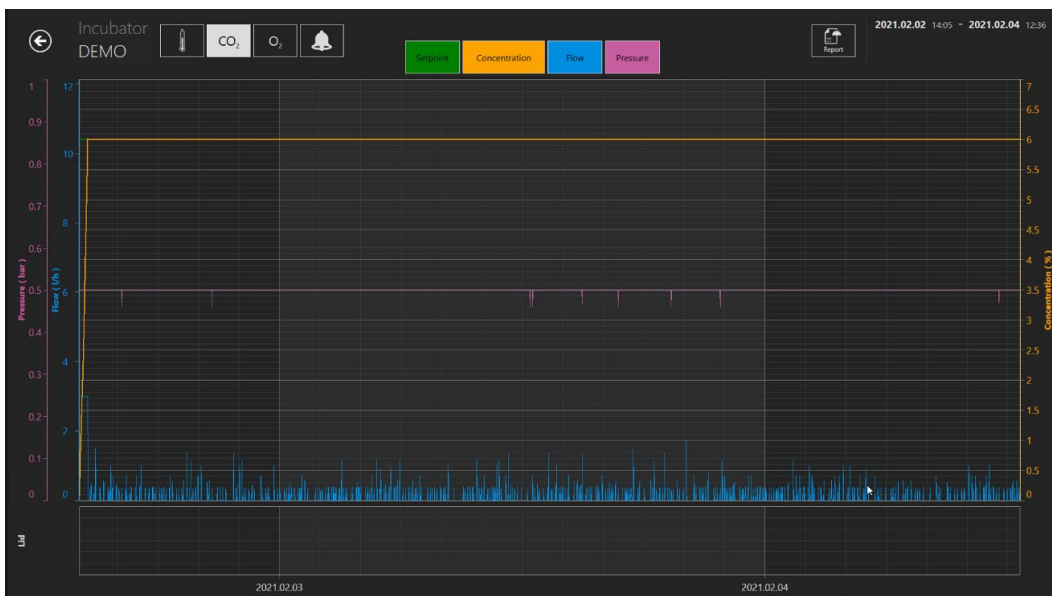 Incubator
DEMO
CO₂
O₂
Setpoint
Concentration
Flow
Pressure
Report
2021.02.02 14:05 - 2021.02.04 12:36
Pressure ( bar )
1
0.9
0.8
0.7
0.6
0.5
0.4
0.3
0.2
0.1
0
Flow ( l/h )
12
10
8
6
4
2
0
7
6.5
6
5.5
5
4.5
4
3.5
3
2.5
2
1.5
1
0.5
0
Concentration ( % )
Lid
2021.02.03
2021.02.04